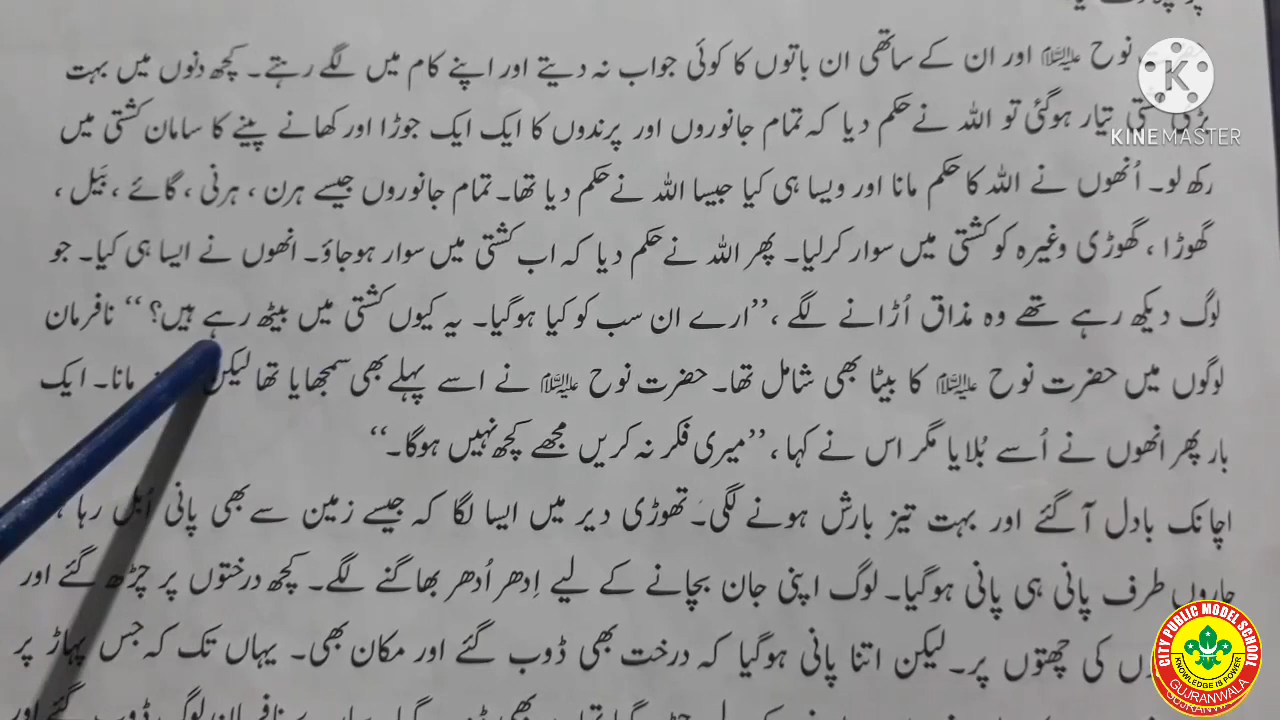 نوح علیہ السلام اور ان کے ساتھی ان باتوں کا کوئی جواب نہ دیتے اور اپنے کام میں لگے رہتے۔ کچھ دنوں میں بہت
بڑی کشتی تیار ہوگئی تو اللہ نے حکم دیا کہ تمام جانوروں اور پرندوں کا ایک ایک جوڑا اور کھانے پینے کا سامان کشتی میں
رکھ لو۔ اُنھوں نے اللہ کا حکم مانا اور ویسا ہی کیا جیسا اللہ نے حکم دیا تھا۔ تمام جانوروں جیسے ہرن ، ہرنی ، گائے ، بَیل ،
گھوڑا ، گھوڑی وغیرہ کو کشتی میں سوار کرلیا۔ پھر اللہ نے حکم دیا کہ اب کشتی میں سوار ہوجاؤ۔ انھوں نے ایسا ہی کیا۔ جو
لوگ دیکھ رہے تھے وہ مذاق اُڑانے لگے ، ’’ارے ان سب کو کیا ہوگیا۔ یہ کیوں کشتی میں بیٹھ رہے ہیں؟‘‘ نافرمان
لوگوں میں حضرت نوح علیہ السلام کا بیٹا بھی شامل تھا۔ حضرت نوح علیہ السلام نے اسے پہلے بھی سمجھایا تھا لیکن مانا۔ ایک
بار پھر انھوں نے اُسے بُلایا مگر اس نے کہا ، ’’میری فکر نہ کریں مجھے کچھ نہیں ہوگا۔‘‘
اچانک بادل آگئے اور بہت تیز بارش ہونے لگی۔ تھوڑی دیر میں ایسا لگا کہ جیسے زمین سے بھی پانی اُبل رہا
چاروں طرف پانی ہی پانی ہوگیا۔ لوگ اپنی جان بچانے کے لیے اِدھر اُدھر بھاگنے لگے۔ کچھ درختوں پر چڑھ گئے اور
کی چھتوں پر۔ لیکن اتنا پانی ہوگیا کہ درخت بھی ڈوب گئے اور مکان بھی۔ یہاں تک کہ جس پہاڑ پر
K
KINEMASTER
CITY PUBLIC MODEL SCHOOL
KNOWLEDGE IS POWER
GUJRANWALA